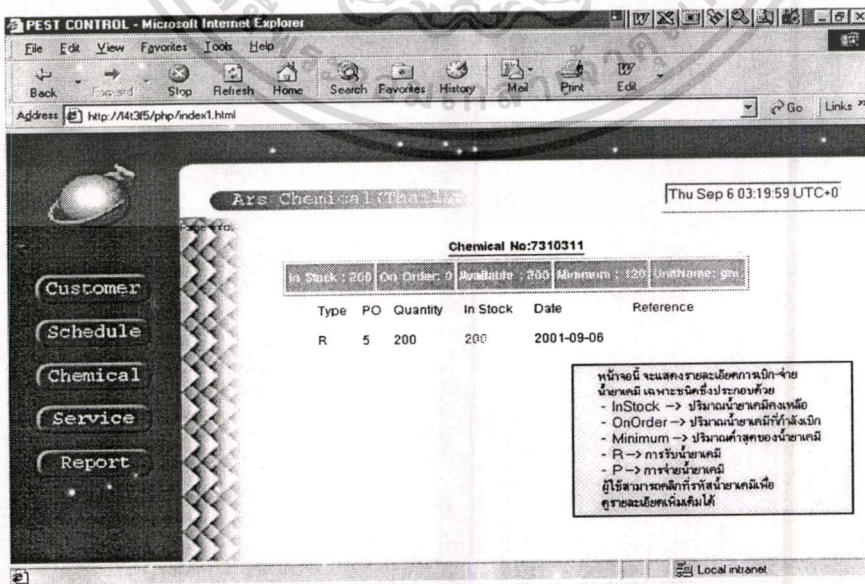 PEST CONTROL - Microsoft Internet Explorer
File Edit View Favorites Tools Help
Back Forward Stop Refresh Home Search Favorites History Mail Print Edit
Address http://l4t3f5/php/index1.html Go Links »
Ars Chemical(Thailand
Thu Sep 6 03:19:59 UTC+0
Chemical No:7310311
In Stock : 200 On Order: 0 Available : 200 Minimum : 120 UnitName: gm.
Customer
Schedule
Chemical
Service
Report
Type PO Quantity In Stock Date Reference
R 5 200 200 2001-09-06
หน้าจอนี้ จะแสดงรายละเอียดการเบิก-จ่าย
น้ำยาเคมี เฉพาะชนิดซึ่งประกอบด้วย
- InStock --> ปริมาณน้ำยาเคมีคงเหลือ
- OnOrder --> ปริมาณน้ำยาเคมีที่กำลังเบิก
- Minimum --> ปริมาณต่ำสุดของน้ำยาเคมี
- R --> การรับน้ำยาเคมี
- P --> การจ่ายน้ำยาเคมี
ผู้ใช้สามารถคลิกที่รหัสน้ำยาเคมีเพื่อ
ดูรายละเอียดเพิ่มเติมได้
Local intranet